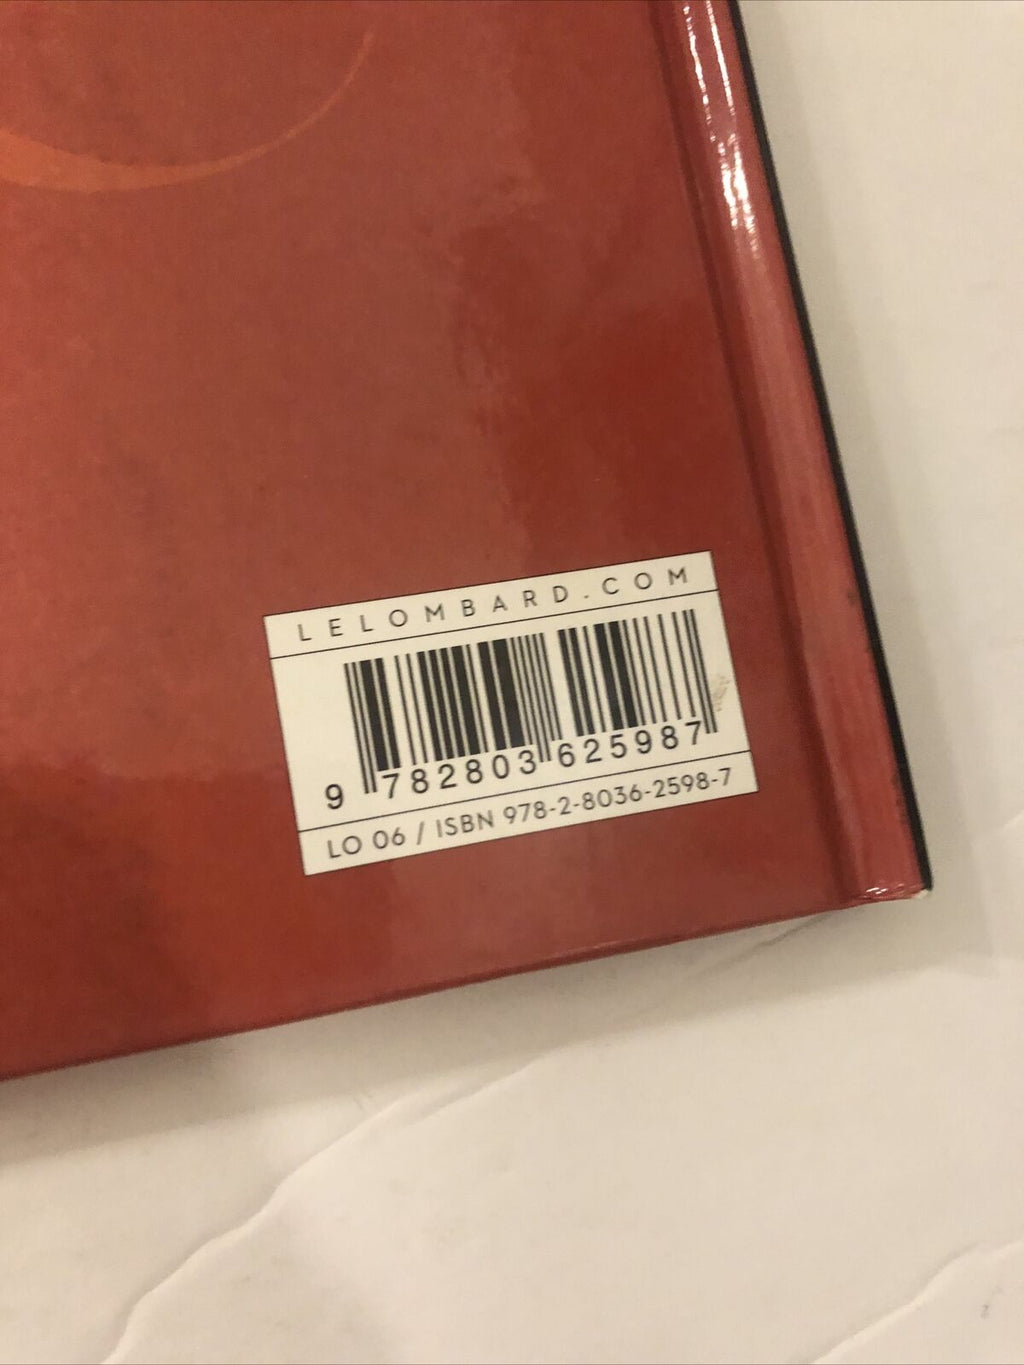 LELOMBARD.COM
9 782803 625987
LO 06 / ISBN 978-2-8036-2598-7